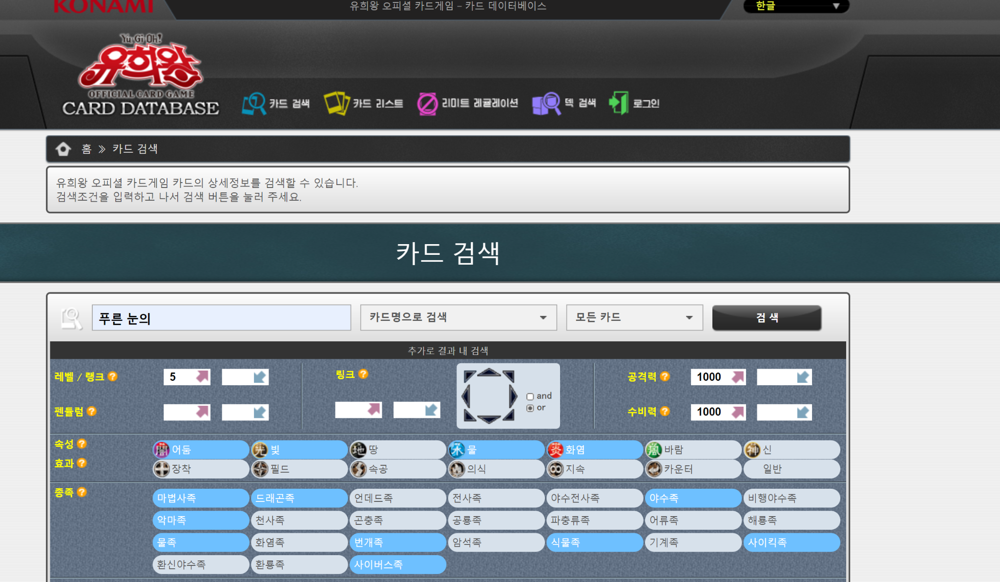 KONAMI
유희왕 오피셜 카드게임 – 카드 데이터베이스
한글
Yu-Gi-Oh!
유희왕
OFFICIAL CARD GAME
CARD DATABASE
카드 검색
카드 리스트
리미트 레귤레이션
덱 검색
로그인
홈 » 카드 검색
유희왕 오피셜 카드게임 카드의 상세정보를 검색할 수 있습니다.
검색조건을 입력하고 나서 검색 버튼을 눌러 주세요.
카드 검색
푸른 눈의
카드명으로 검색
모든 카드
검 색
추가로 결과 내 검색
레벨 / 랭크 ? 5
링크 ?
and
or
공격력 ? 1000
펜듈럼 ?
수비력 ? 1000
속성 ?
闇 어둠 光 빛 地 땅 水 물 炎 화염 風 바람 神 신
효과 ?
장착 필드 속공 의식 지속 카운터 일반
종족 ?
마법사족 드래곤족 언데드족 전사족 야수전사족 야수족 비행야수족
악마족 천사족 곤충족 공룡족 파충류족 어류족 해룡족
물족 화염족 번개족 암석족 식물족 기계족 사이킥족
환신야수족 환룡족 사이버스족